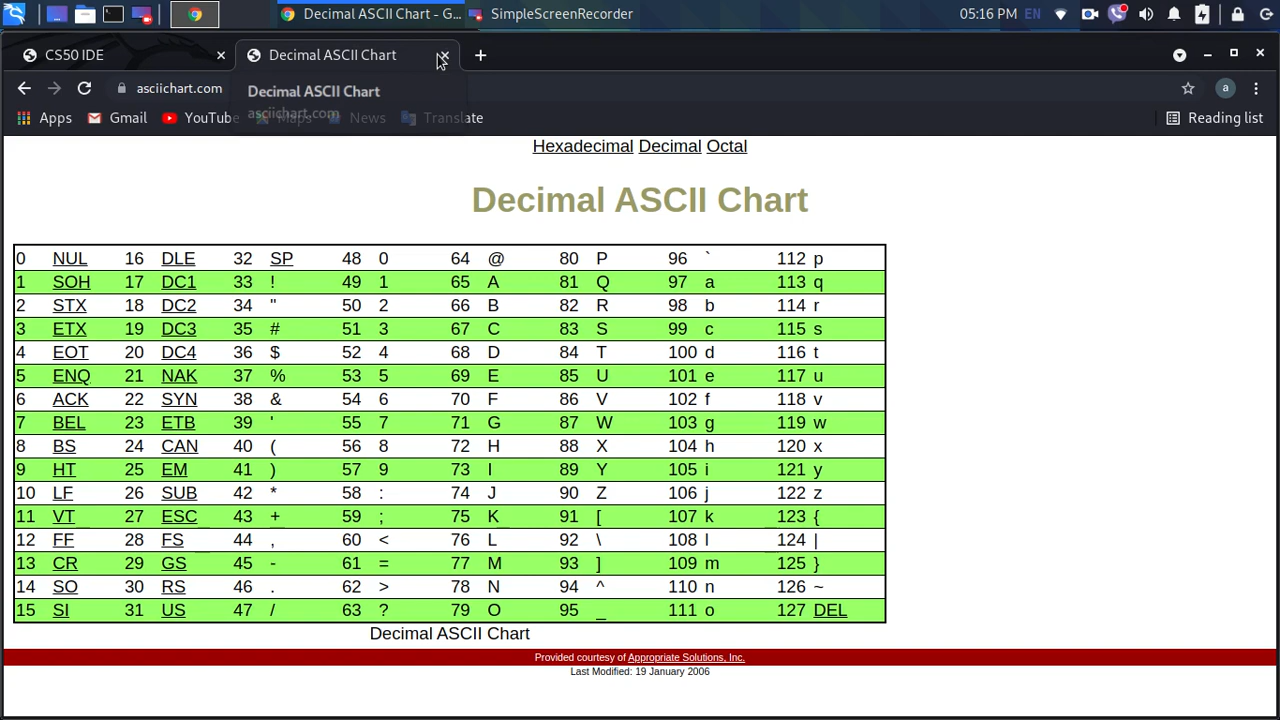 Decimal ASCII Chart - G... SimpleScreenRecorder 05:16 PM EN
CS50 IDE Decimal ASCII Chart
asciichart.com Decimal ASCII Chart a
asciichart.com
Apps Gmail YouTube Maps News Translate Reading list
Hexadecimal Decimal Octal
Decimal ASCII Chart
0 NUL 16 DLE 32 SP 48 0 64 @ 80 P 96 ` 112 p
1 SOH 17 DC1 33 ! 49 1 65 A 81 Q 97 a 113 q
2 STX 18 DC2 34 " 50 2 66 B 82 R 98 b 114 r
3 ETX 19 DC3 35 # 51 3 67 C 83 S 99 c 115 s
4 EOT 20 DC4 36 $ 52 4 68 D 84 T 100 d 116 t
5 ENQ 21 NAK 37 % 53 5 69 E 85 U 101 e 117 u
6 ACK 22 SYN 38 & 54 6 70 F 86 V 102 f 118 v
7 BEL 23 ETB 39 ' 55 7 71 G 87 W 103 g 119 w
8 BS 24 CAN 40 ( 56 8 72 H 88 X 104 h 120 x
9 HT 25 EM 41 ) 57 9 73 I 89 Y 105 i 121 y
10 LF 26 SUB 42 * 58 : 74 J 90 Z 106 j 122 z
11 VT 27 ESC 43 + 59 ; 75 K 91 [ 107 k 123 {
12 FF 28 FS 44 , 60 < 76 L 92 \ 108 l 124 |
13 CR 29 GS 45 - 61 = 77 M 93 ] 109 m 125 }
14 SO 30 RS 46 . 62 > 78 N 94 ^ 110 n 126 ~
15 SI 31 US 47 / 63 ? 79 O 95 _ 111 o 127 DEL
Decimal ASCII Chart
Provided courtesy of Appropriate Solutions, Inc.
Last Modified: 19 January 2006